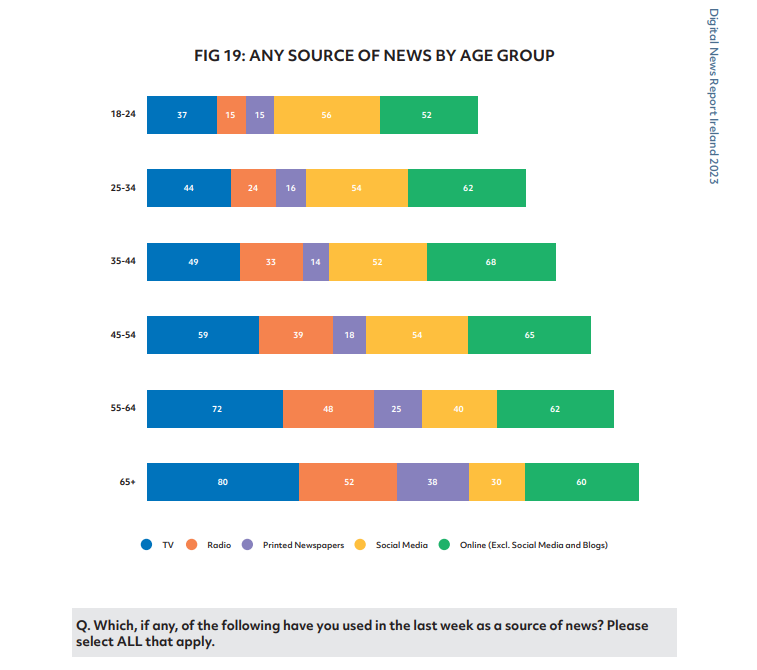 Digital News Report Ireland 2023
FIG 19: ANY SOURCE OF NEWS BY AGE GROUP
18-24 37 15 15 56 52
25-34 44 24 16 54 62
35-44 49 33 14 52 68
45-54 59 39 18 54 65
55-64 72 48 25 40 62
65+ 80 52 38 30 60
TV Radio Printed Newspapers Social Media Online (Excl. Social Media and Blogs)
Q. Which, if any, of the following have you used in the last week as a source of news? Please
select ALL that apply.